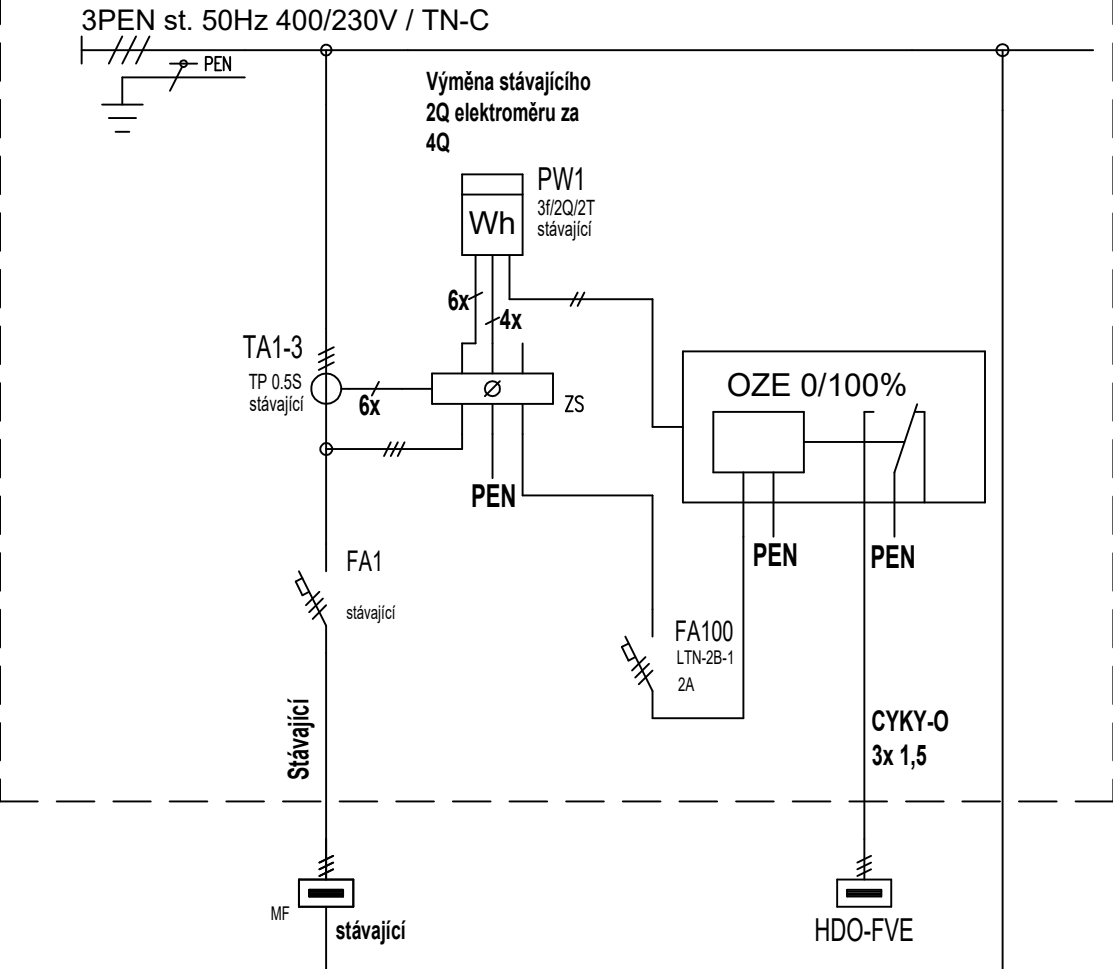 3PEN st. 50Hz 400/230V / TN-C
PEN
Výměna stávajícího
2Q elektroměru za
4Q
PW1
3f/2Q/2T
stávající
Wh
6x
4x
TA1-3
TP 0.5S
stávající
6x
ZS
OZE 0/100%
PEN
PEN
PEN
FA1
stávající
FA100
LTN-2B-1
2A
Stávající
CYKY-O
3x 1,5
MF
stávající
HDO-FVE